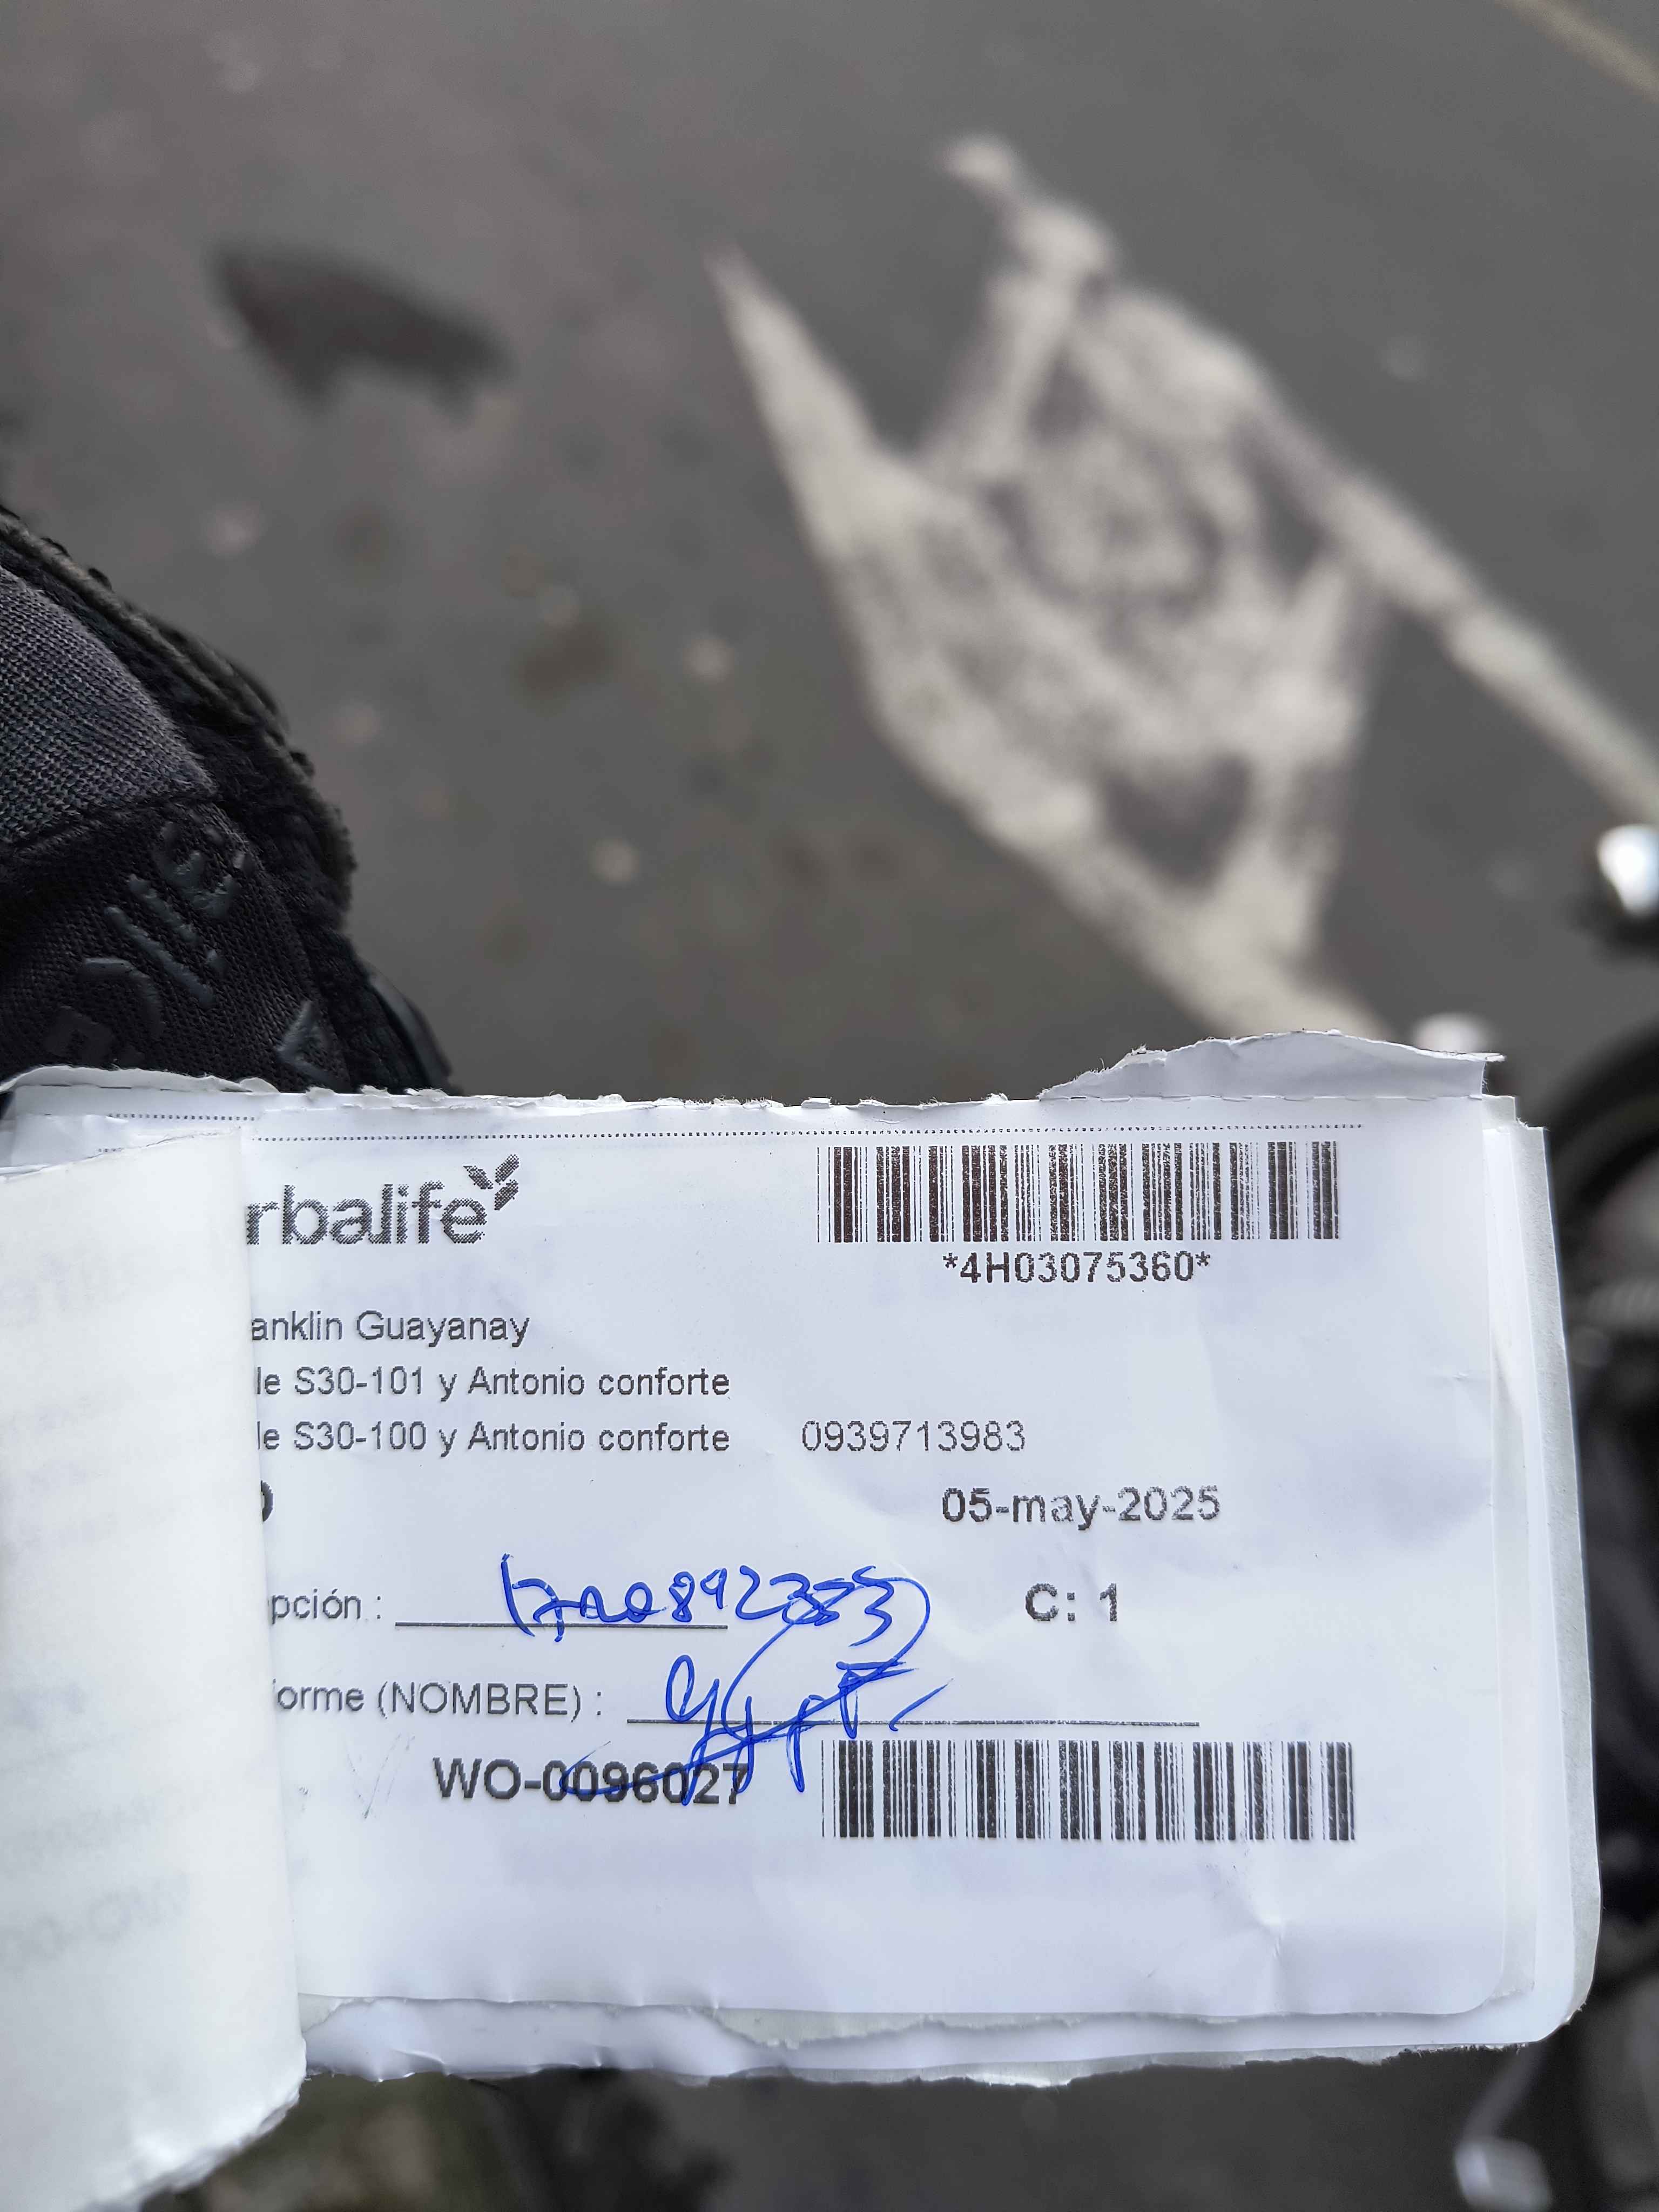 rbalife
*4H03075360*
anklin Guayanay
le S30-101 y Antonio conforte
le S30-100 y Antonio conforte 0939713983
05-may-2025
pción : C: 1
orme (NOMBRE) :
WO-0096027